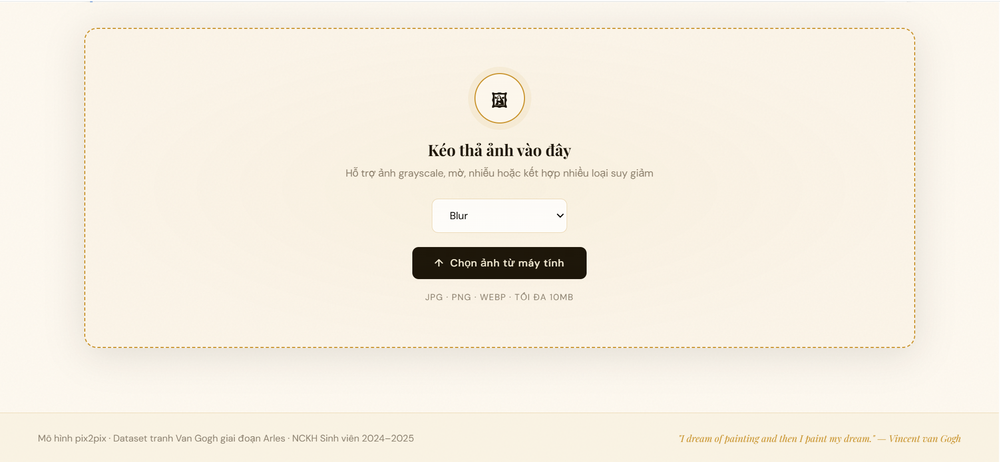 Kéo thả ảnh vào đây
Hỗ trợ ảnh grayscale, mờ, nhiễu hoặc kết hợp nhiều loại suy giảm
Blur
↑ Chọn ảnh từ máy tính
JPG · PNG · WEBP · TỐI ĐA 10MB
Mô hình pix2pix · Dataset tranh Van Gogh giai đoạn Arles · NCKH Sinh viên 2024–2025
"I dream of painting and then I paint my dream." — Vincent van Gogh